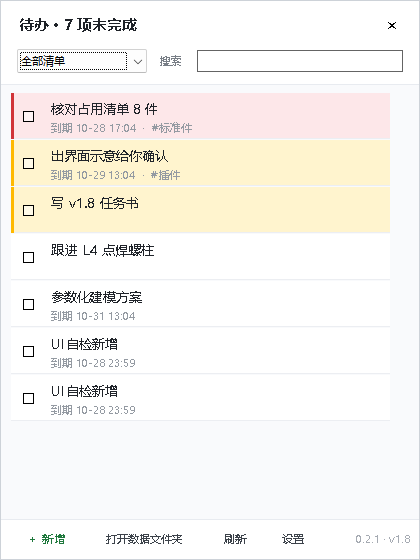 待办 · 7 项未完成 ×
全部清单 搜索
核对占用清单 8 件
到期 10-28 17:04 · #标准件
出界面示意给你确认
到期 10-29 13:04 · #插件
写 v1.8 任务书
跟进 L4 点焊螺柱
参数化建模方案
到期 10-31 13:04
UI 自检新增
到期 10-28 23:59
UI 自检新增
到期 10-28 23:59
+ 新增 打开数据文件夹 刷新 设置 0.2.1 · v1.8